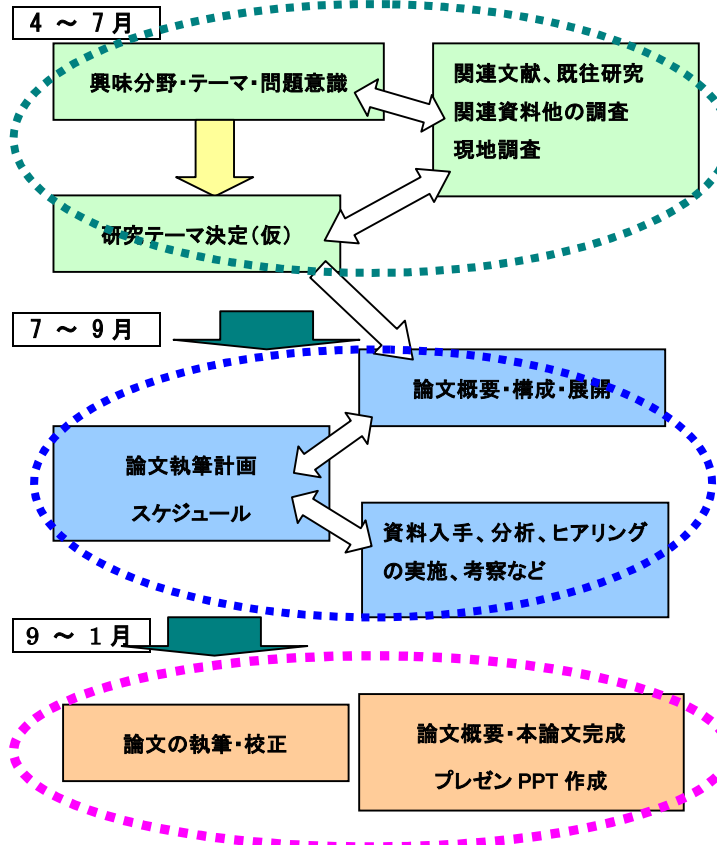 4 ～ 7 月
興味分野・テーマ・問題意識
関連文献、既往研究
関連資料他の調査
現地調査
研究テーマ決定（仮）
7 ～ 9 月
論文概要・構成・展開
論文執筆計画
スケジュール
資料入手、分析、ヒアリング
の実施、考察など
９ ～ １月
論文の執筆・校正
論文概要・本論文完成
プレゼン PPT 作成